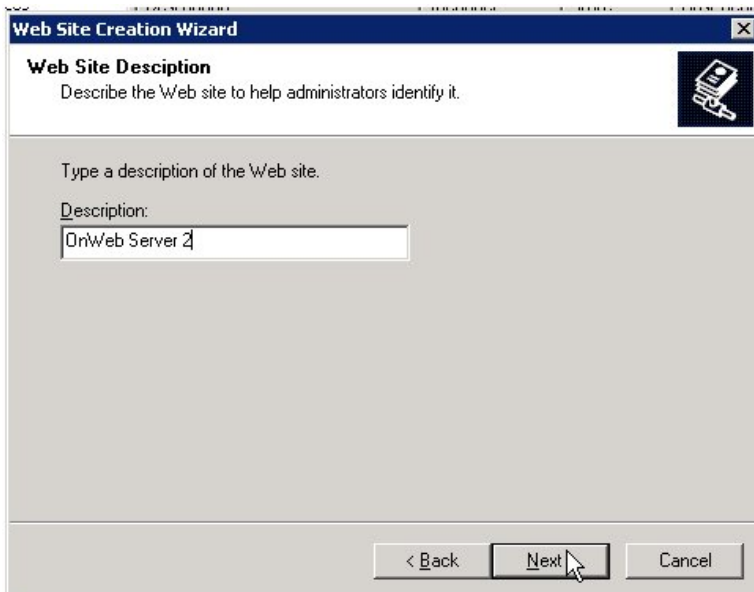 Web Site Creation Wizard
Web Site Desciption
Describe the Web site to help administrators identify it.
Type a description of the Web site.
Description:
OnWeb Server 2
< Back
Next
Cancel